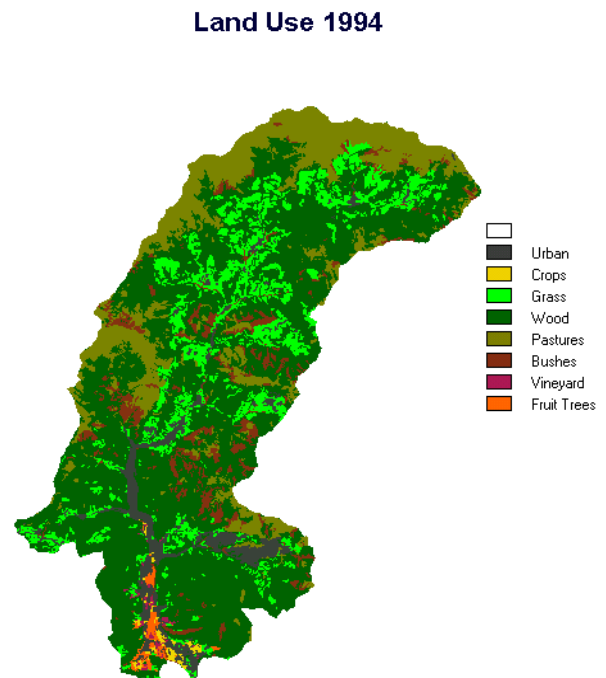 Land Use 1994
Urban
Crops
Grass
Wood
Pastures
Bushes
Vineyard
Fruit Trees